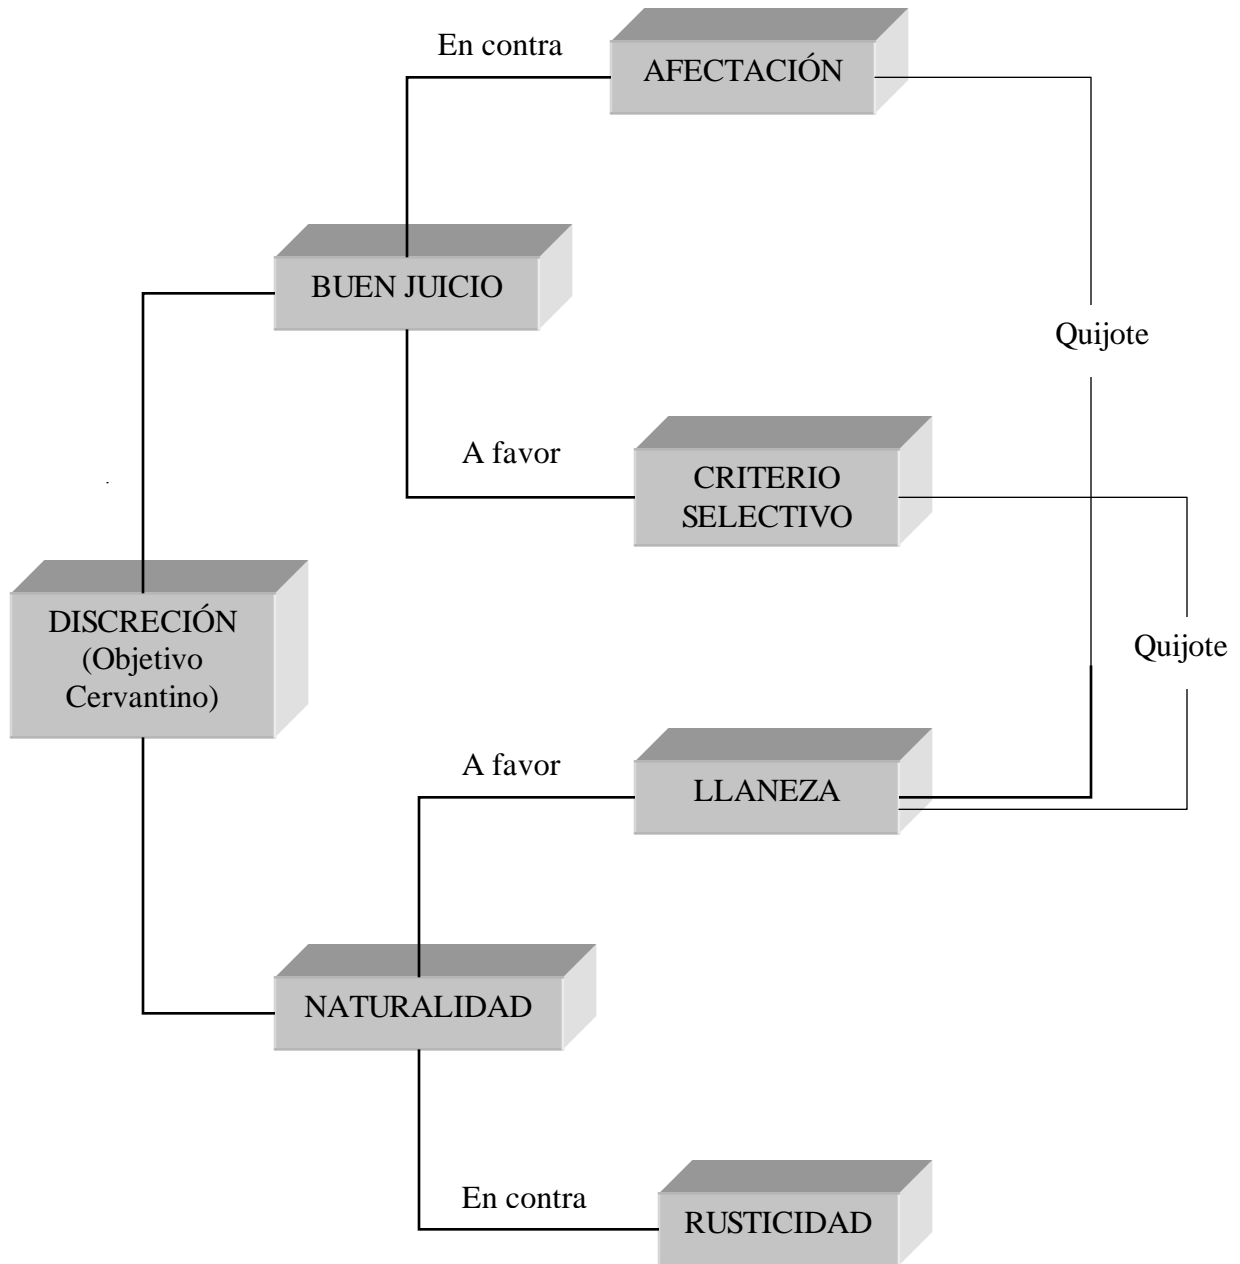 En contra
AFECTACIÓN
BUEN JUICIO
Quijote
A favor
CRITERIO
SELECTIVO
DISCRECIÓN
(Objetivo
Cervantino)
Quijote
A favor
LLANEZA
NATURALIDAD
En contra
RUSTICIDAD